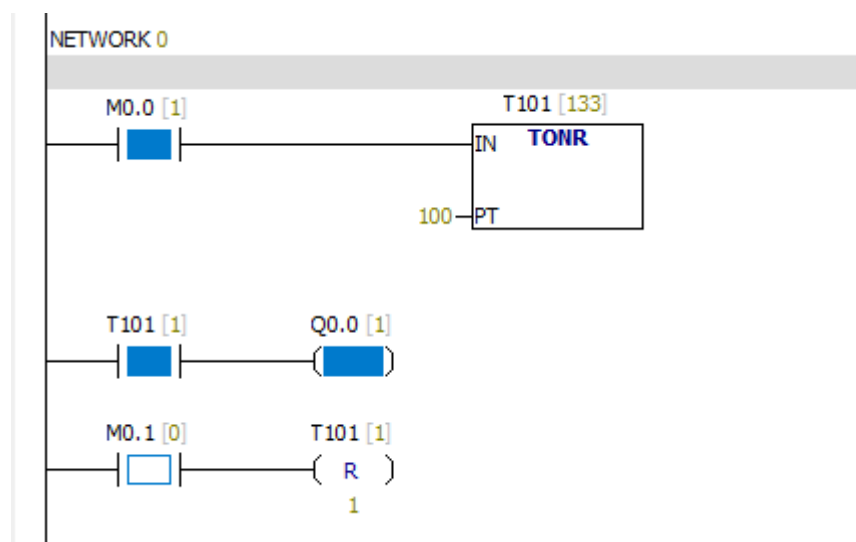 NETWORK 0
M0.0 [1]
T101 [133]
IN TONR
100 PT
T101 [1] Q0.0 [1]
M0.1 [0] T101 [1]
R
1